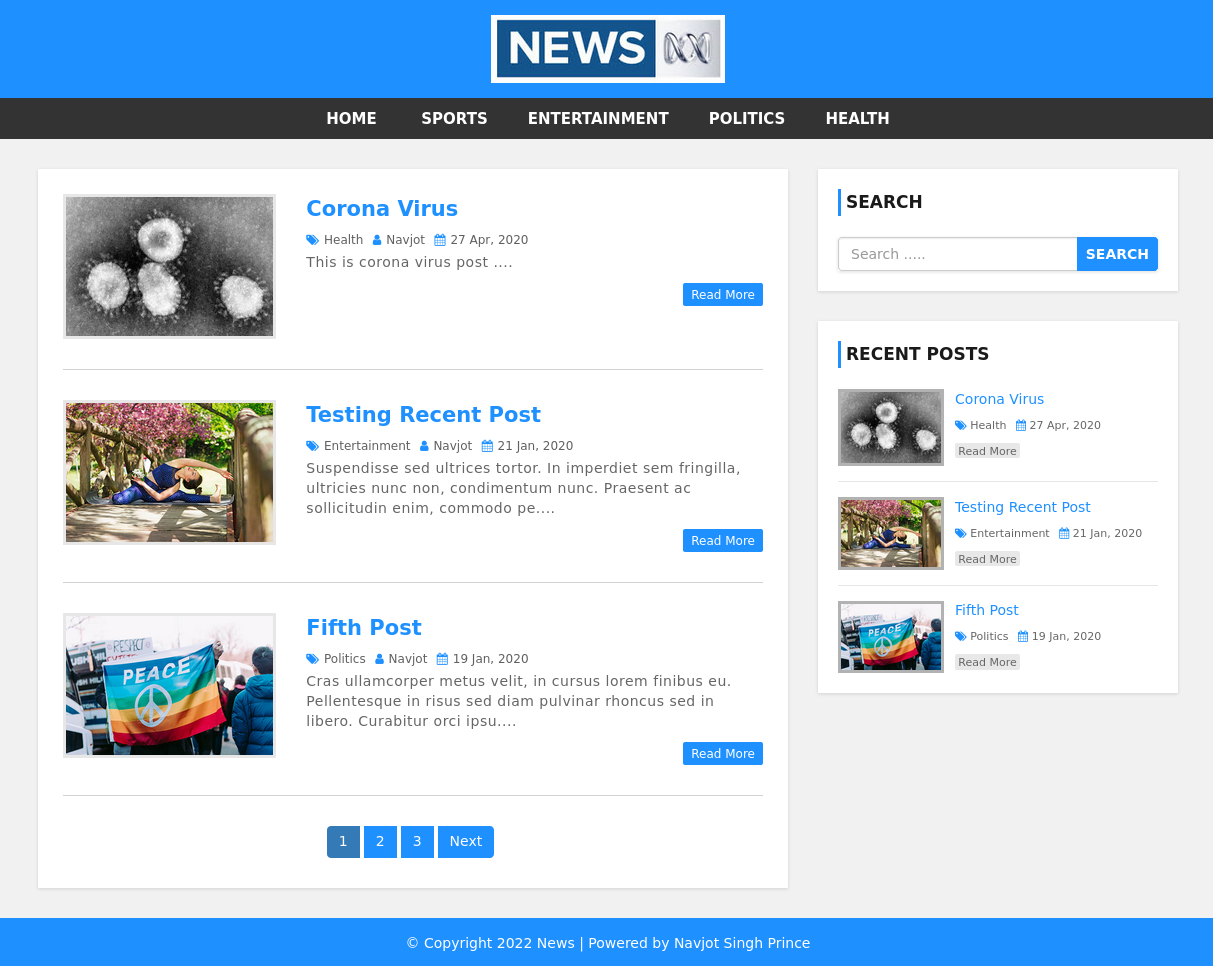 NEWS
HOME SPORTS ENTERTAINMENT POLITICS HEALTH
Corona Virus
Health Navjot 27 Apr, 2020
This is corona virus post ....
Read More
Testing Recent Post
Entertainment Navjot 21 Jan, 2020
Suspendisse sed ultrices tortor. In imperdiet sem fringilla,
ultricies nunc non, condimentum nunc. Praesent ac
sollicitudin enim, commodo pe....
Read More
RESPECT
PEACE
Fifth Post
Politics Navjot 19 Jan, 2020
Cras ullamcorper metus velit, in cursus lorem finibus eu.
Pellentesque in risus sed diam pulvinar rhoncus sed in
libero. Curabitur orci ipsu....
Read More
1 2 3 Next
SEARCH
Search ..... SEARCH
RECENT POSTS
Corona Virus
Health 27 Apr, 2020
Read More
Testing Recent Post
Entertainment 21 Jan, 2020
Read More
PEACE
Fifth Post
Politics 19 Jan, 2020
Read More
© Copyright 2022 News | Powered by Navjot Singh Prince